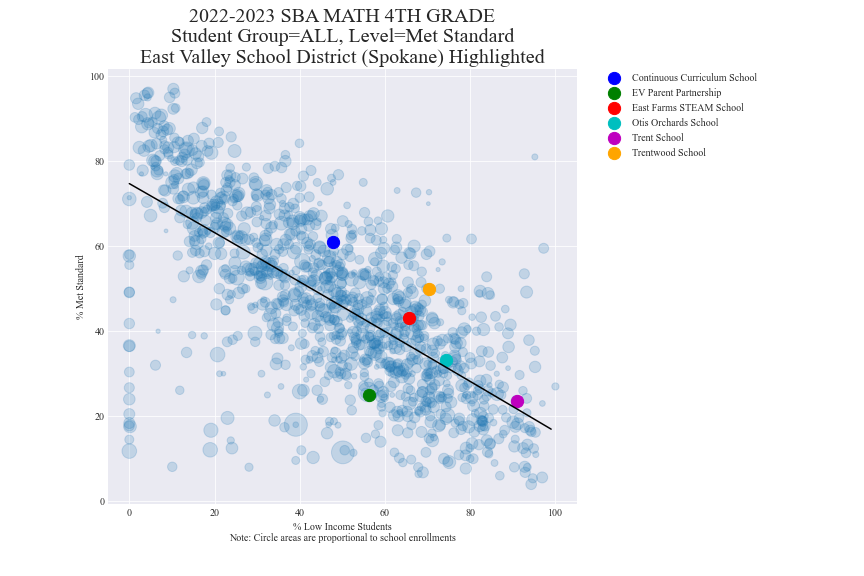 2022-2023 SBA MATH 4TH GRADE
Student Group=ALL, Level=Met Standard
East Valley School District (Spokane) Highlighted
Continuous Curriculum School
EV Parent Partnership
East Farms STEAM School
Otis Orchards School
Trent School
Trentwood School
% Met Standard
100
80
60
40
20
0
0 20 40 60 80 100
% Low Income Students
Note: Circle areas are proportional to school enrollments